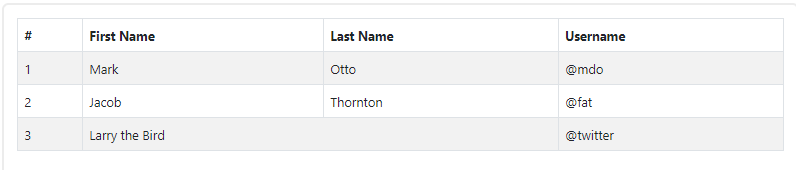 # First Name Last Name Username
1 Mark Otto @mdo
2 Jacob Thornton @fat
3 Larry the Bird @twitter